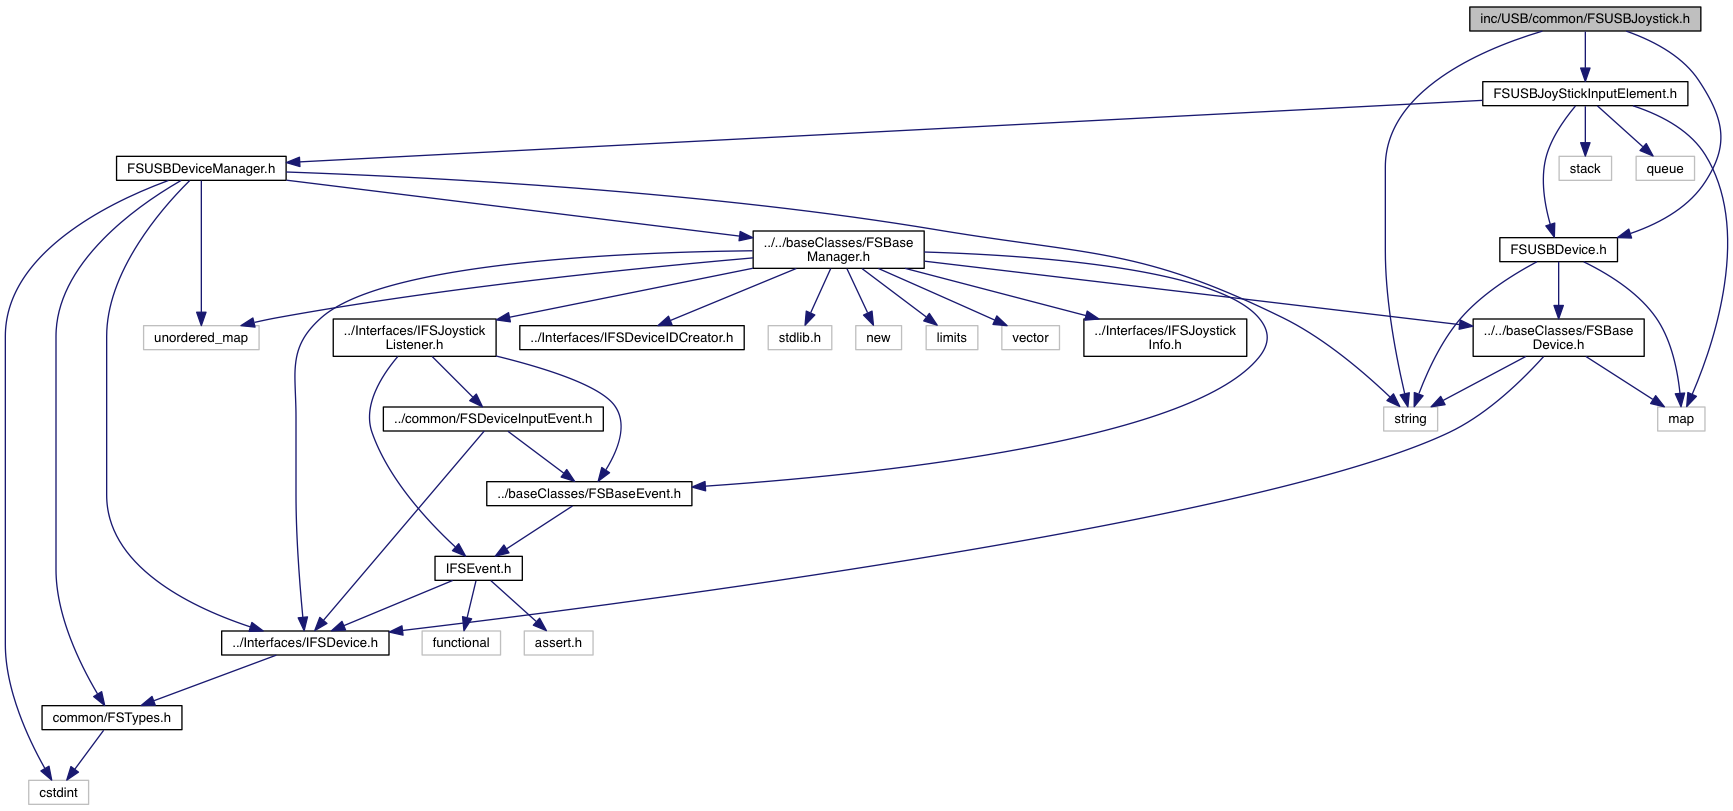 inc/USB/common/FSUSBJoystick.h
FSUSBJoyStickInputElement.h
FSUSBDeviceManager.h
stack
queue
../../baseClasses/FSBase
Manager.h
FSUSBDevice.h
unordered_map
../Interfaces/IFSJoystick
Listener.h
../Interfaces/IFSDeviceIDCreator.h
stdlib.h
new
limits
vector
../Interfaces/IFSJoystick
Info.h
../../baseClasses/FSBase
Device.h
../common/FSDeviceInputEvent.h
string
map
../baseClasses/FSBaseEvent.h
IFSEvent.h
../Interfaces/IFSDevice.h
functional
assert.h
common/FSTypes.h
cstdint